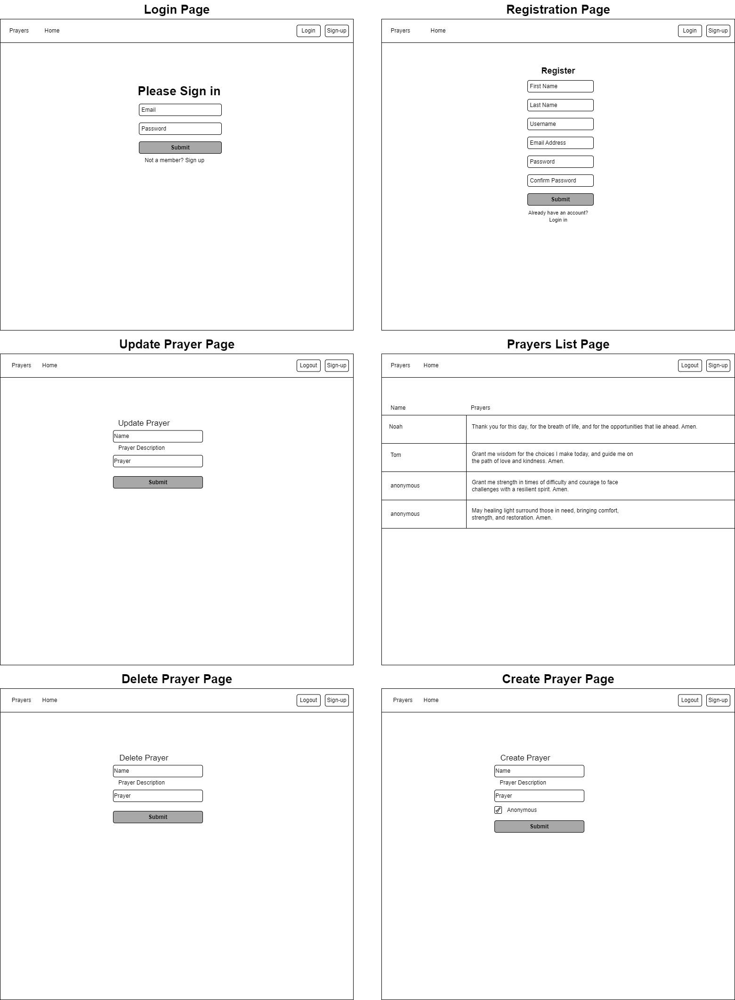 Login Page
Prayers Home Login Sign-up
Please Sign in
Email
Password
Submit
Not a member? Sign up
Registration Page
Prayers Home Login Sign-up
Register
First Name
Last Name
Username
Email Address
Password
Confirm Password
Submit
Already have an account?
Login in
Update Prayer Page
Prayers Home Logout Sign-up
Update Prayer
Name
Prayer Description
Prayer
Submit
Prayers List Page
Prayers Home Logout Sign-up
Name Prayers
Noah Thank you for this day, for the breath of life, and for the opportunities that lie ahead. Amen.
Tom Grant me wisdom for the choices I make today, and guide me on
the path of love and kindness. Amen.
anonymous Grant me strength in times of difficulty and courage to face
challenges with a resilient spirit. Amen.
anonymous May healing light surround those in need, bringing comfort,
strength, and restoration. Amen.
Delete Prayer Page
Prayers Home Logout Sign-up
Delete Prayer
Name
Prayer Description
Prayer
Submit
Create Prayer Page
Prayers Home Logout Sign-up
Create Prayer
Name
Prayer Description
Prayer
Anonymous
Submit